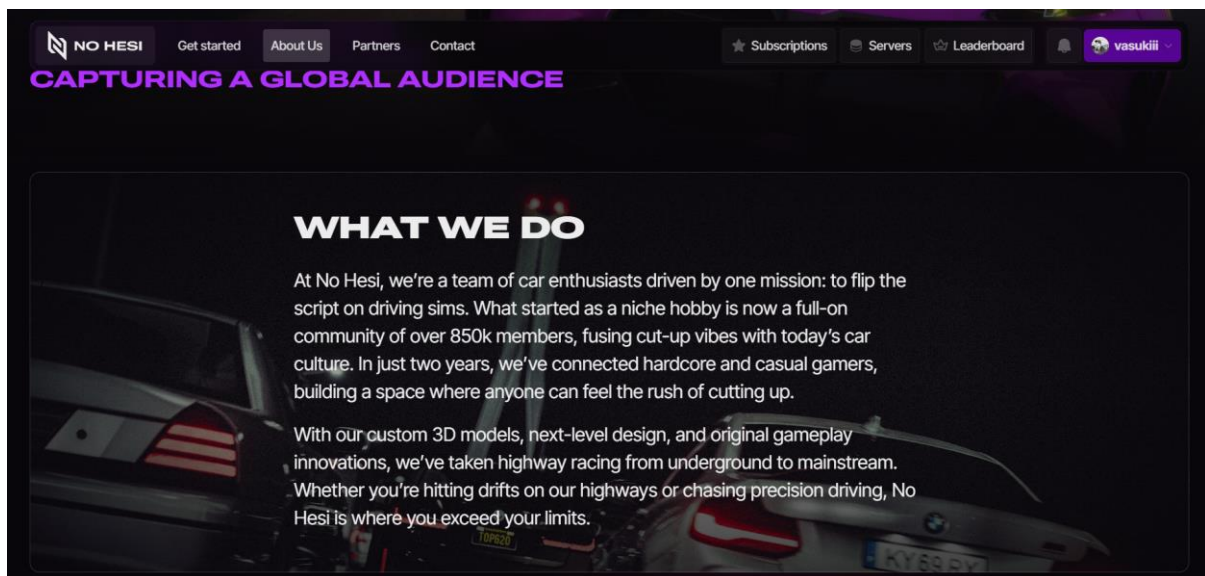 NO HESI
Get started
About Us
Partners
Contact
Subscriptions
Servers
Leaderboard
vasukiii
CAPTURING A GLOBAL AUDIENCE
WHAT WE DO
At No Hesi, we’re a team of car enthusiasts driven by one mission: to flip the
script on driving sims. What started as a niche hobby is now a full-on
community of over 850k members, fusing cut-up vibes with today’s car
culture. In just two years, we’ve connected hardcore and casual gamers,
building a space where anyone can feel the rush of cutting up.
With our custom 3D models, next-level design, and original gameplay
innovations, we’ve taken highway racing from underground to mainstream.
Whether you’re hitting drifts on our highways or chasing precision driving, No
Hesi is where you exceed your limits.
TOP620